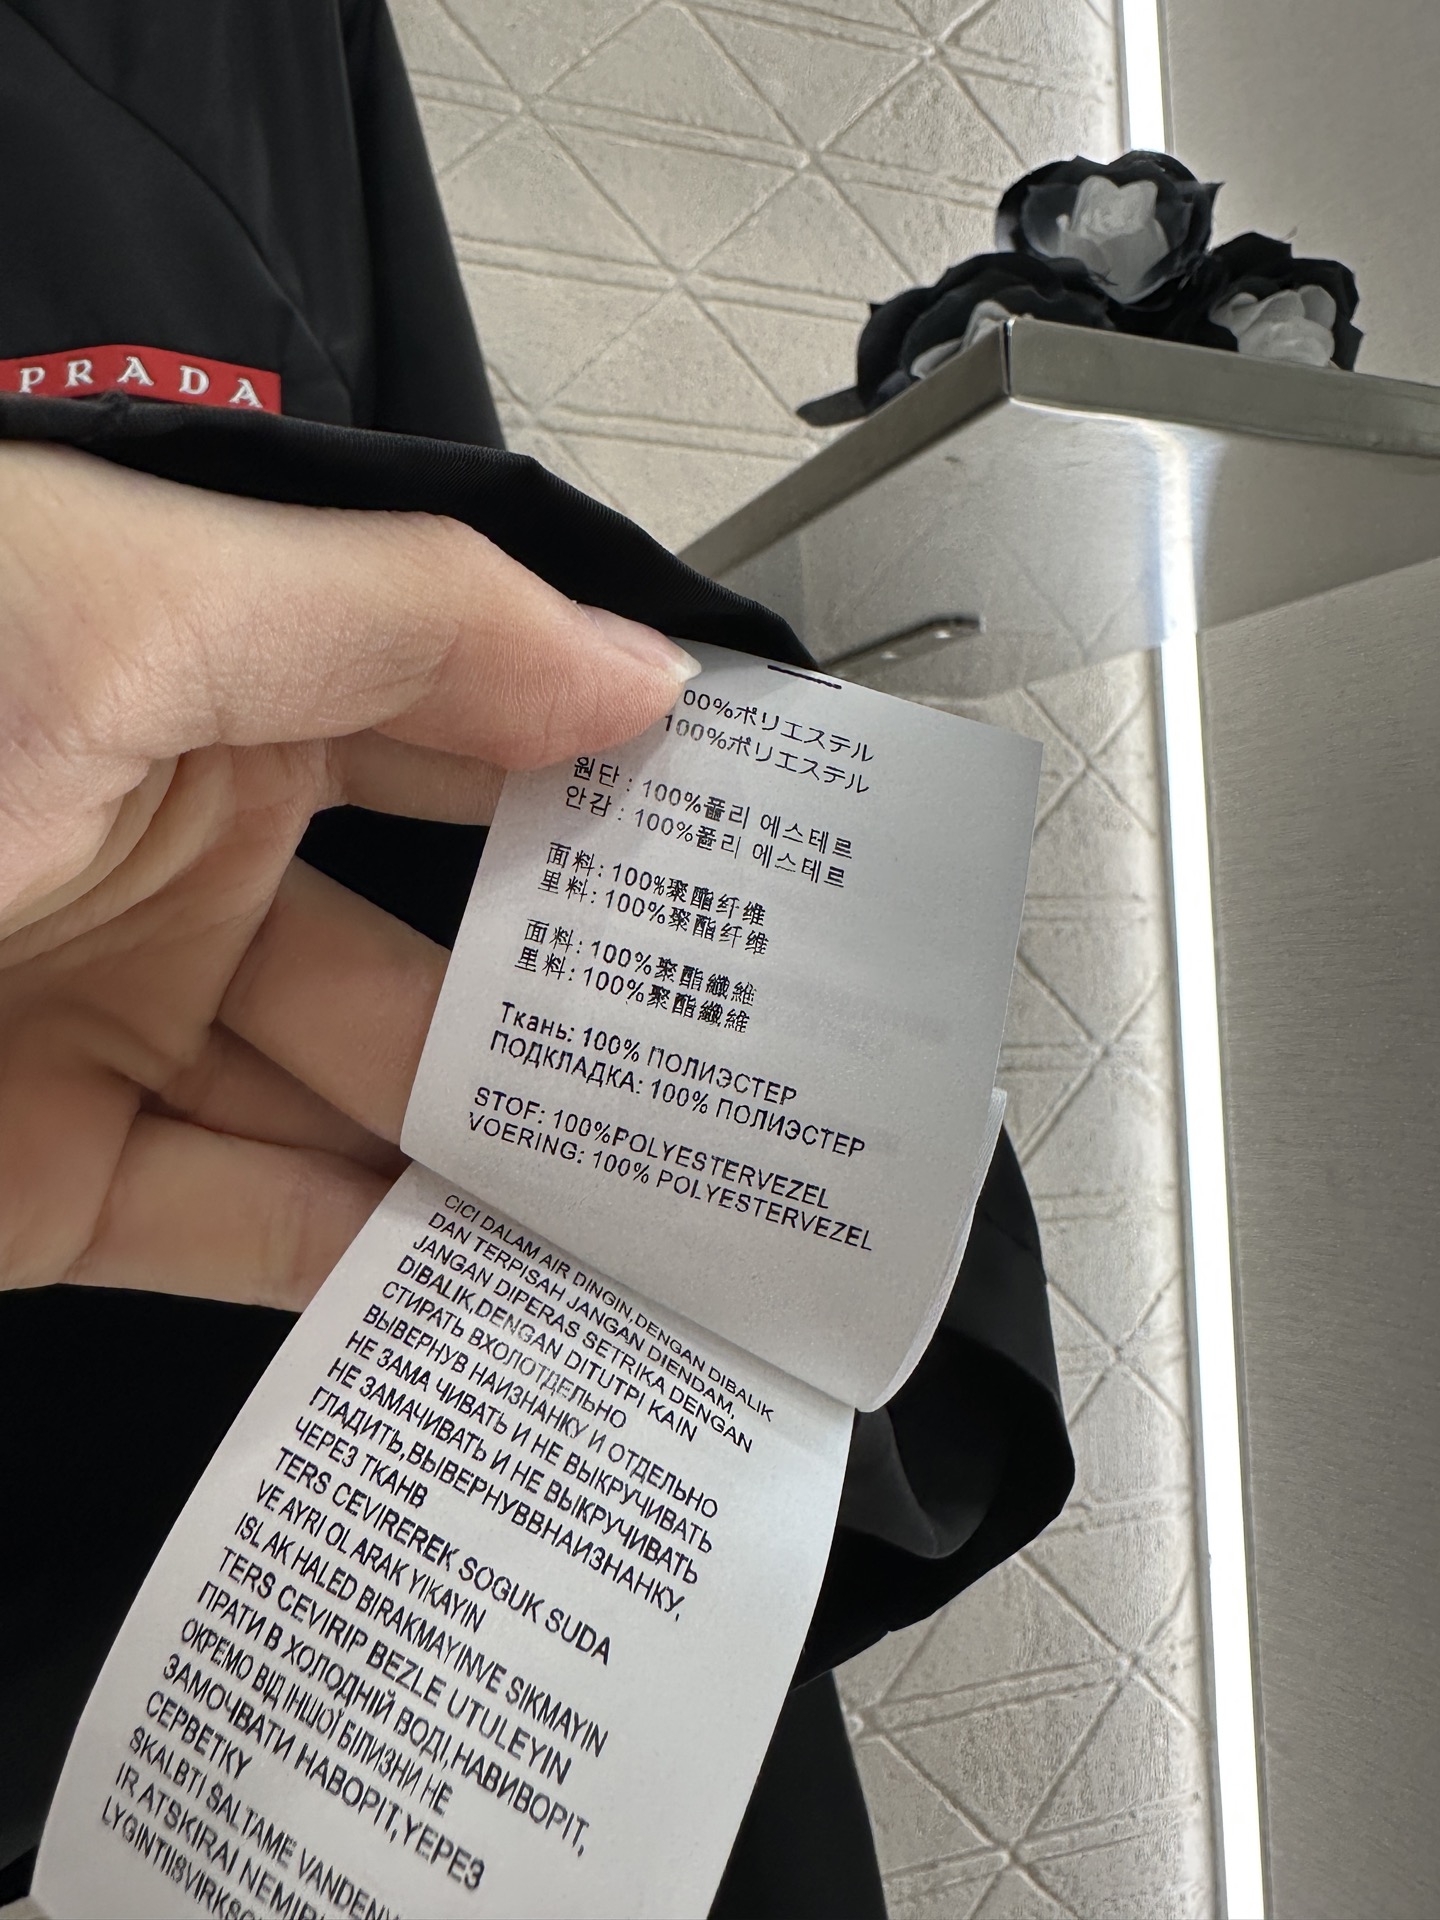 PRADA
00%ポリエステル
100%ポリエステル
원단 : 100%폴리 에스테르
안감 : 100%폴리 에스테르
面料: 100%聚酯纤维
里料: 100%聚酯纤维
面料: 100%聚酯纖維
里料: 100%聚酯纖維
Ткань: 100% ПОЛИЭСТЕР
ПОДКЛАДКА: 100% ПОЛИЭСТЕР
STOF: 100%POLYESTERVEZEL
VOERING: 100% POLYESTERVEZEL
CICI DALAM AIR DINGIN,DENGAN DIBALIK
DAN TERPISAH JANGAN DIENDAM,
JANGAN DIPERAS SETRIKA DENGAN
DIBALIK,DENGAN DITUTPI KAIN
СТИРАТЬ ВХОЛОТДЕЛЬНО
ВЫВЕРНУВ НАИЗНАНКУ И ОТДЕЛЬНО
НЕ ЗАМА ЧИВАТЬ И НЕ ВЫКРУЧИВАТЬ
НЕ ЗАМАЧИВАТЬ И НЕ ВЫКРУЧИВАТЬ
ГЛАДИТЬ,ВЫВЕРНУВВНАИЗНАНКУ,
ЧЕРЕЗ ТКАНВ
TERS CEVIREREK SOGUK SUDA
VE AYRI OL ARAK YIKAYIN
ISL AK HALED BIRAKMAYINVE SIKMAYIN
TERS CEVIRIP BEZLE UTULEYIN
ПРАТИ В ХОЛОДНІЙ ВОДІ,НАВИВОРІТ,
ОКРЕМО ВІД ІНШОЇ БІЛИЗНИ НЕ
ЗАМОЧВАТИ НАВОРІТ,ҮЕРЕЗ
СЕРВЕТКУ
SKALBTI SALTAME VANDENY
IR ATSKIRAI NEMIR